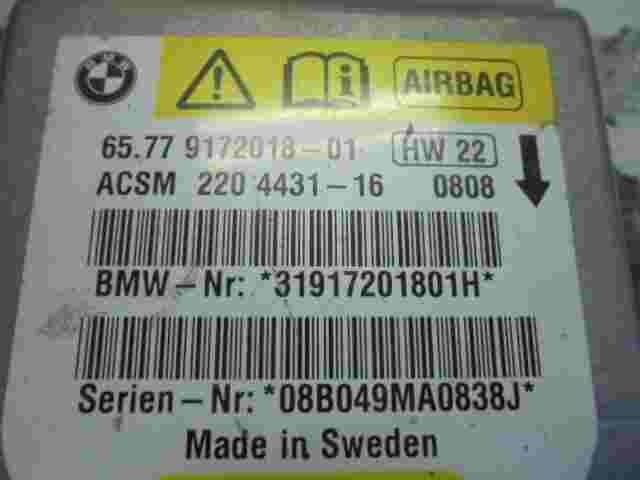 BMW
AIRBAG
65.77 9172018-01 HW 22
ACSM 220 4431-16 0808
BMW-Nr: *31917201801H*
Serien-Nr: *08B049MA0838J*
Made in Sweden